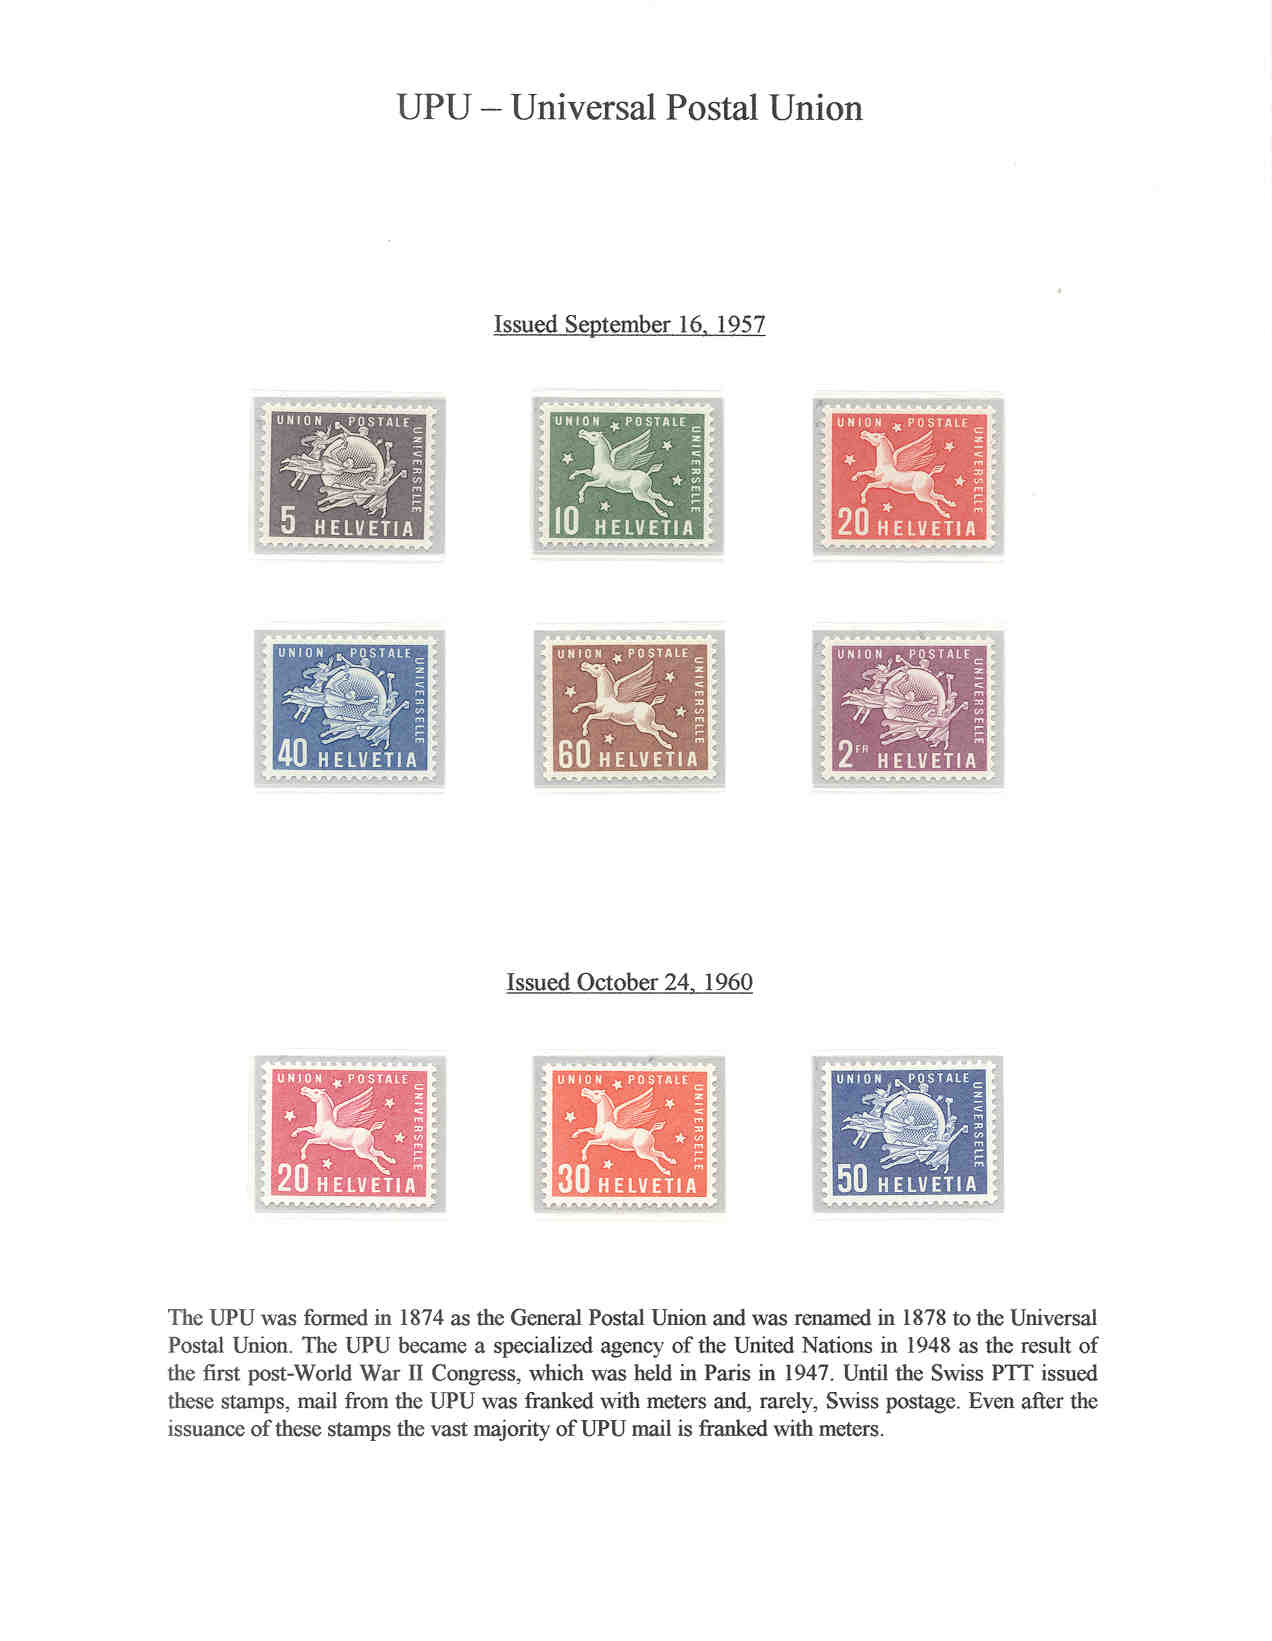 UPU – Universal Postal Union
Issued September 16, 1957
UNION POSTALE UNIVERSELLE
5 HELVETIA
UNION POSTALE UNIVERSELLE
10 HELVETIA
UNION POSTALE UNIVERSELLE
20 HELVETIA
UNION POSTALE UNIVERSELLE
40 HELVETIA
UNION POSTALE UNIVERSELLE
60 HELVETIA
UNION POSTALE UNIVERSELLE
2 FR HELVETIA
Issued October 24, 1960
UNION POSTALE UNIVERSELLE
20 HELVETIA
UNION POSTALE UNIVERSELLE
30 HELVETIA
UNION POSTALE UNIVERSELLE
50 HELVETIA
The UPU was formed in 1874 as the General Postal Union and was renamed in 1878 to the Universal
Postal Union. The UPU became a specialized agency of the United Nations in 1948 as the result of
the first post-World War II Congress, which was held in Paris in 1947. Until the Swiss PTT issued
these stamps, mail from the UPU was franked with meters and, rarely, Swiss postage. Even after the
issuance of these stamps the vast majority of UPU mail is franked with meters.